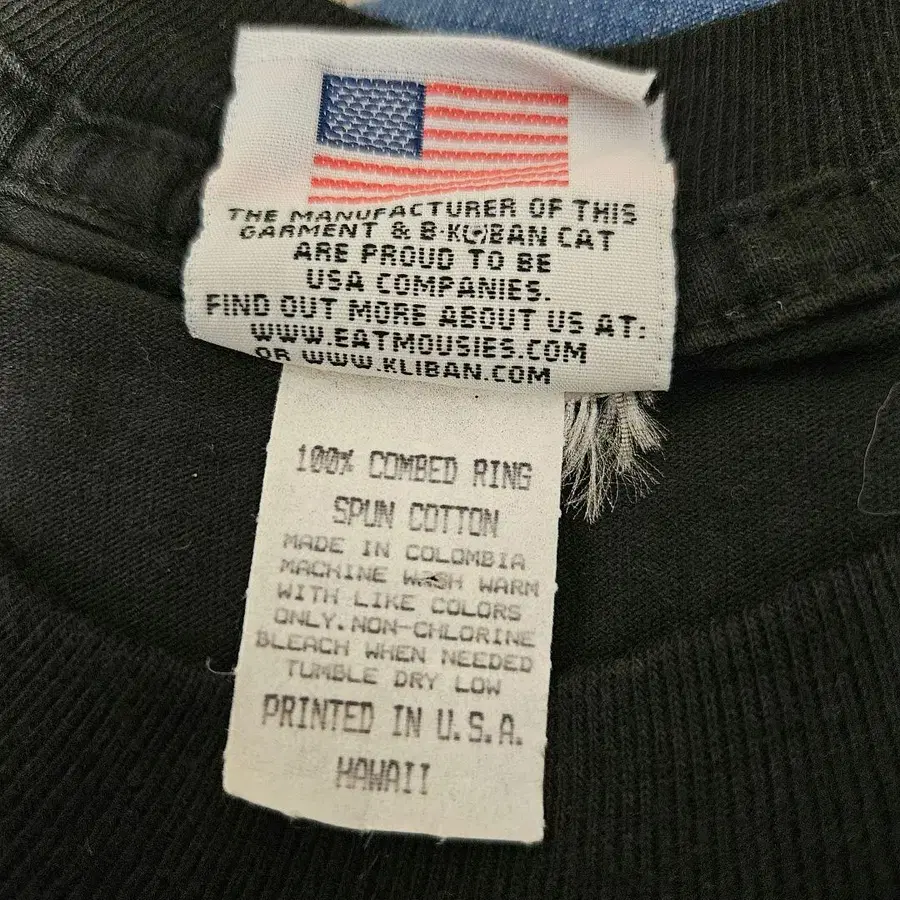 THE MANUFACTURER OF THIS
GARMENT & B·KLIBAN CAT
ARE PROUD TO BE
USA COMPANIES.
FIND OUT MORE ABOUT US AT:
WWW.EATMOUSIES.COM
OR WWW.KLIBAN.COM
100% COMBED RING
SPUN COTTON
MADE IN COLOMBIA
MACHINE WASH WARM
WITH LIKE COLORS
ONLY.NON-CHLORINE
BLEACH WHEN NEEDED
TUMBLE DRY LOW
PRINTED IN U.S.A.
HAWAII